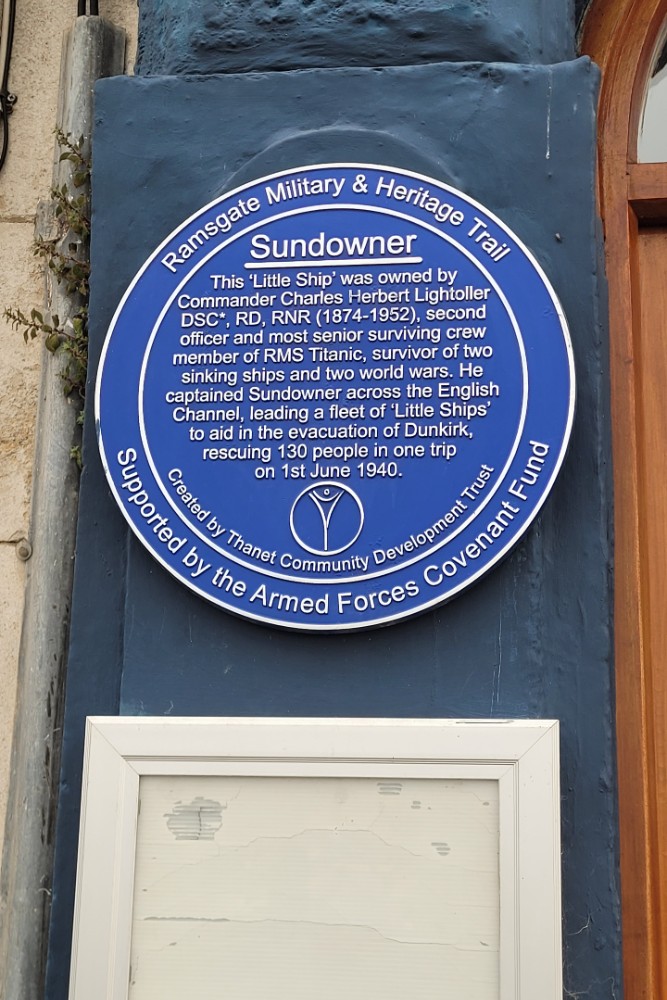 Ramsgate Military & Heritage Trail
Sundowner
This 'Little Ship' was owned by
Commander Charles Herbert Lightoller
DSC*, RD, RNR (1874-1952), second
officer and most senior surviving crew
member of RMS Titanic, survivor of two
sinking ships and two world wars. He
captained Sundowner across the English
Channel, leading a fleet of 'Little Ships'
to aid in the evacuation of Dunkirk,
rescuing 130 people in one trip
on 1st June 1940.
Created by Thanet Community Development Trust
Supported by the Armed Forces Covenant Fund